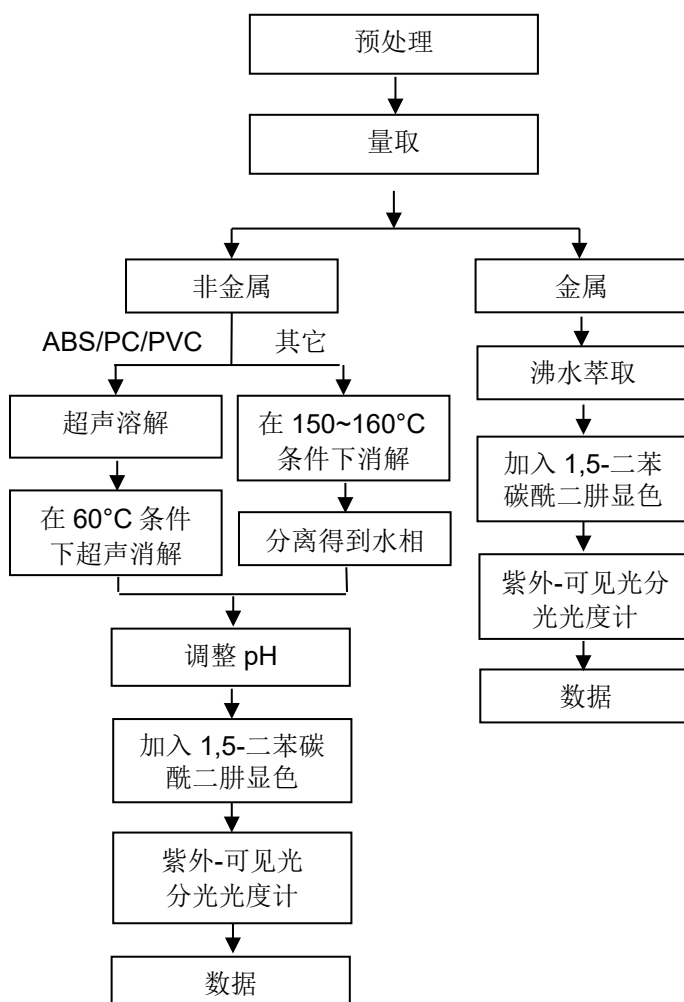 预处理
量取
非金属
金属
ABS/PC/PVC
其它
沸水萃取
超声溶解
在 150~160°C
条件下消解
加入 1,5-二苯
碳酰二肼显色
在 60°C 条件
下超声消解
分离得到水相
紫外-可见光分
光光度计
调整 pH
数据
加入 1,5-二苯碳
酰二肼显色
紫外-可见光
分光光度计
数据